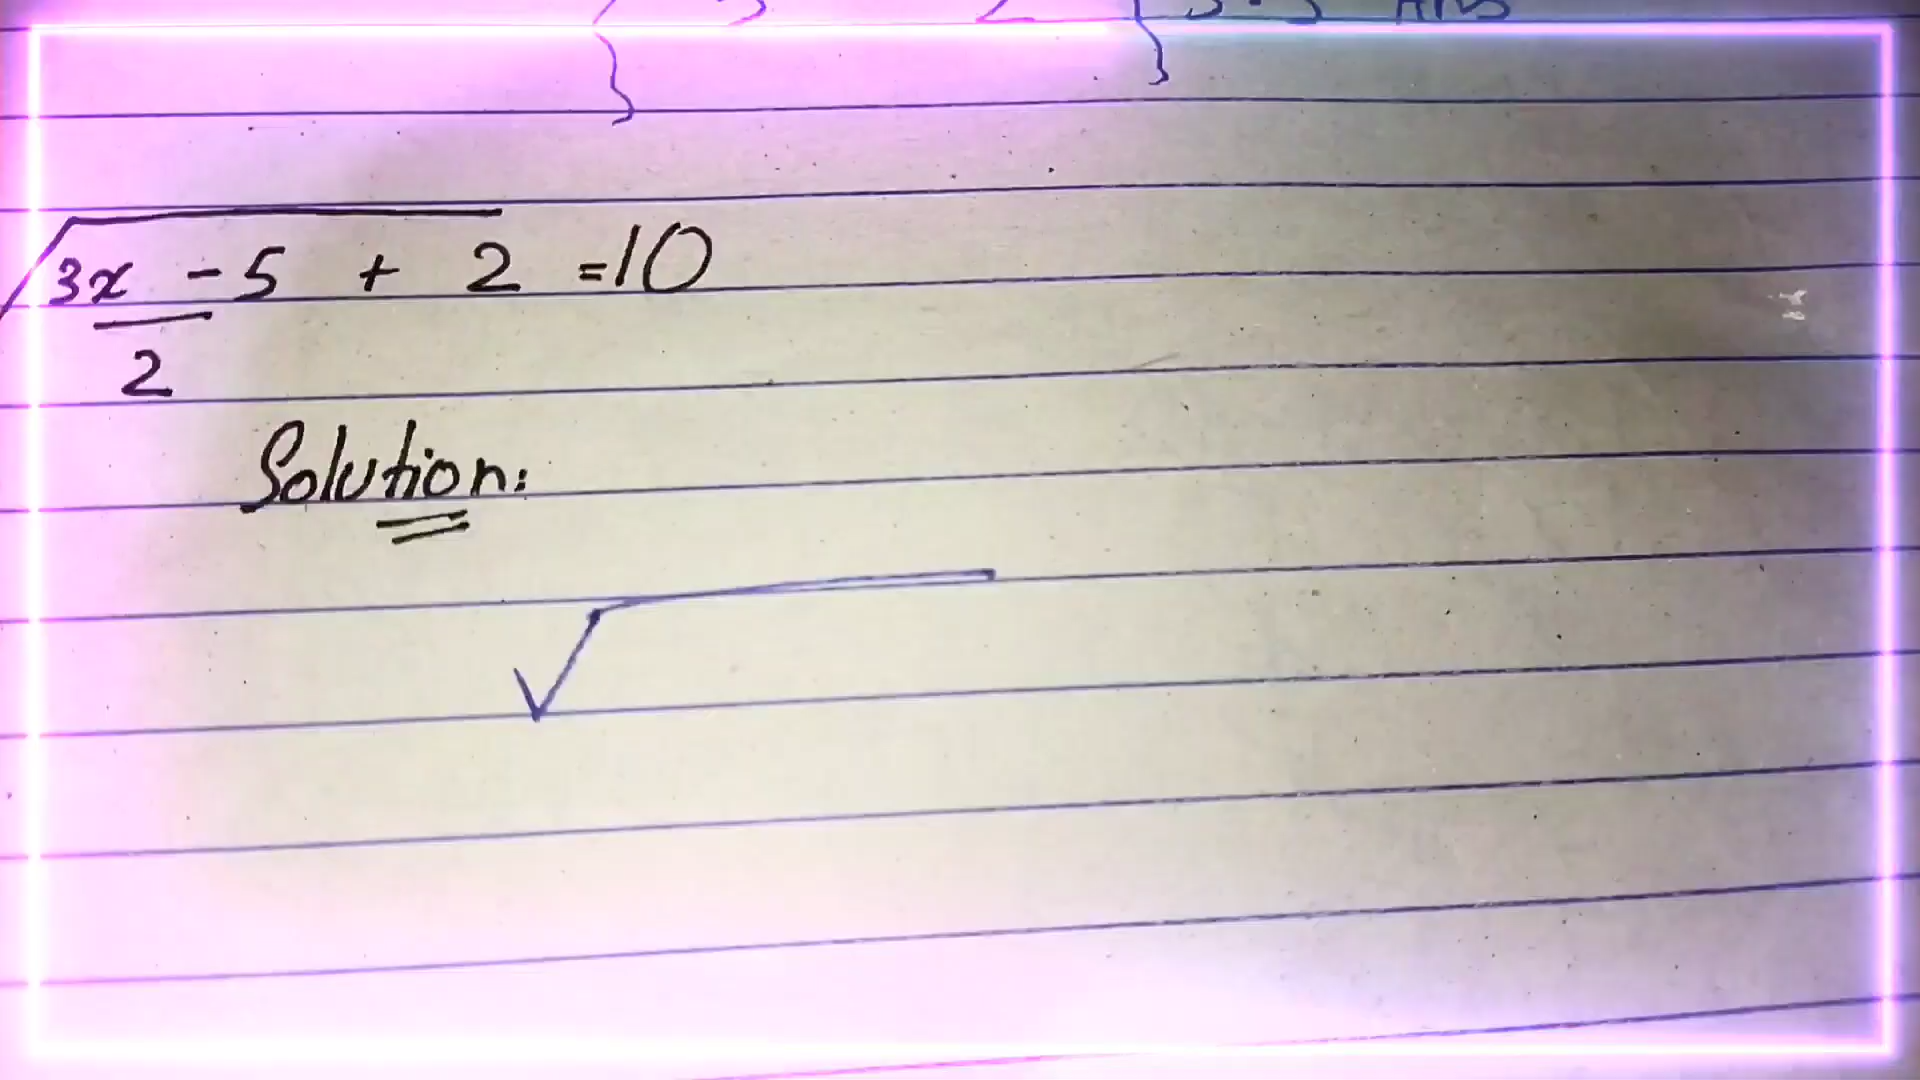 √3x - 5 + 2 = 10
2
Solution:
√